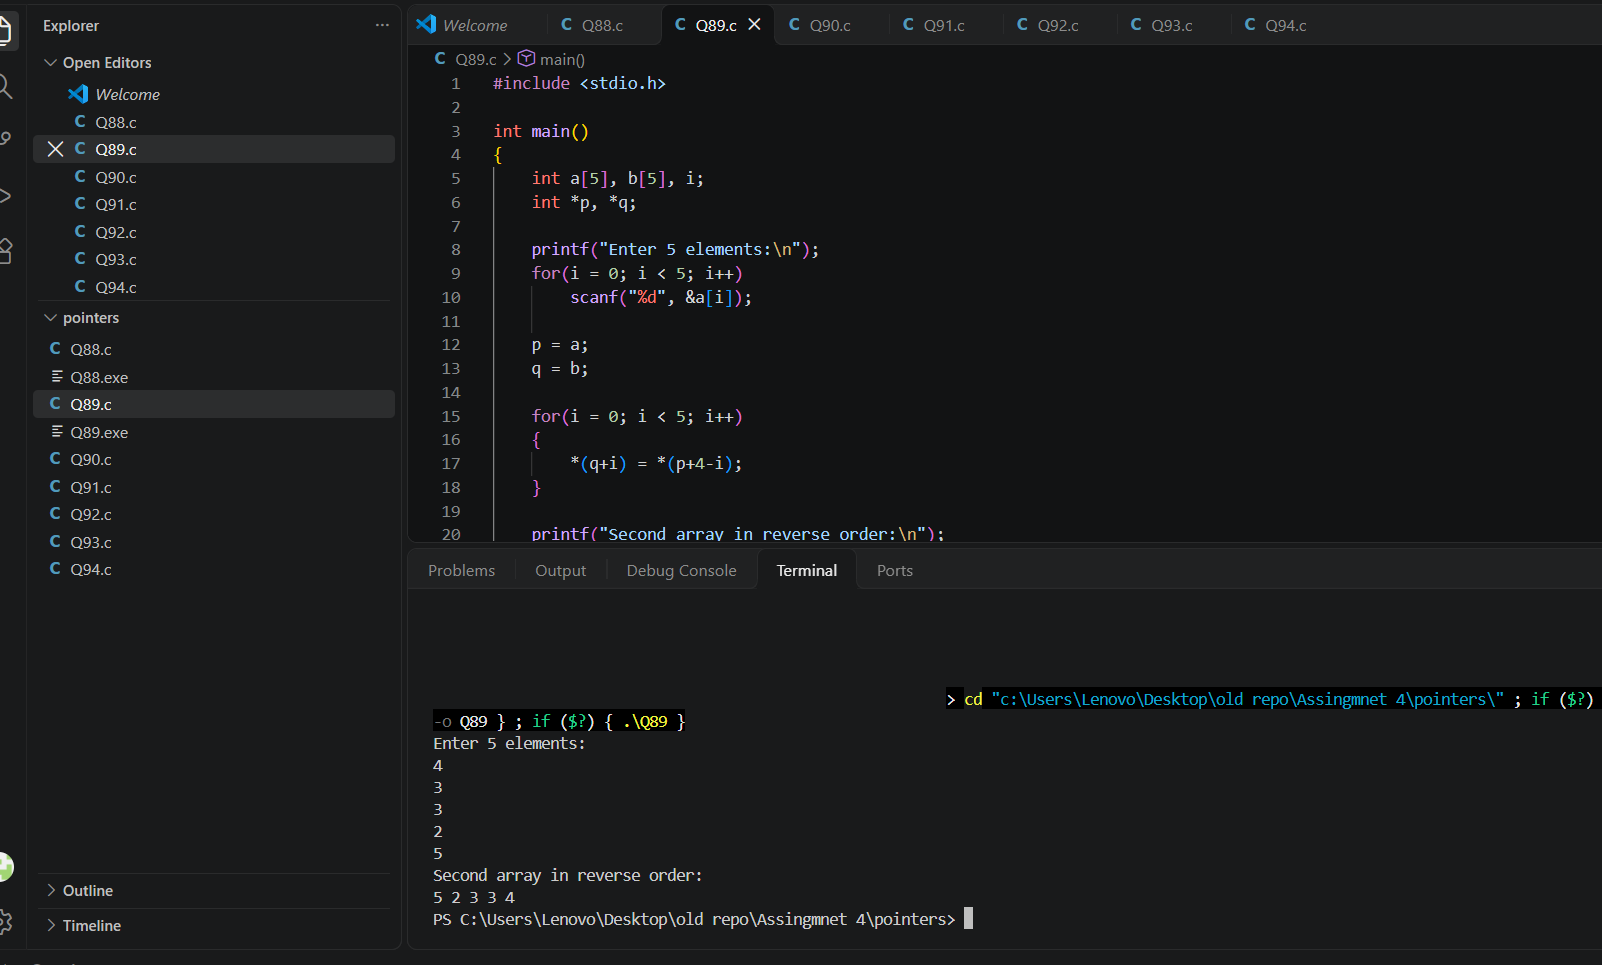 Explorer
Open Editors
Welcome
Q88.c
Q89.c
Q90.c
Q91.c
Q92.c
Q93.c
Q94.c
pointers
Q88.c
Q88.exe
Q89.c
Q89.exe
Q90.c
Q91.c
Q92.c
Q93.c
Q94.c
Outline
Timeline
Welcome C Q88.c C Q89.c C Q90.c C Q91.c C Q92.c C Q93.c C Q94.c
C Q89.c > main()
1 #include <stdio.h>
2
3 int main()
4 {
5 int a[5], b[5], i;
6 int *p, *q;
7
8 printf("Enter 5 elements:\n");
9 for(i = 0; i < 5; i++)
10 scanf("%d", &a[i]);
11
12 p = a;
13 q = b;
14
15 for(i = 0; i < 5; i++)
16 {
17 *(q+i) = *(p+4-i);
18 }
19
20 printf("Second array in reverse order:\n");
Problems Output Debug Console Terminal Ports
> cd "c:\Users\Lenovo\Desktop\old repo\Assingmnet 4\pointers\" ; if ($?)
-o Q89 } ; if ($?) { .\Q89 }
Enter 5 elements:
4
3
3
2
5
Second array in reverse order:
5 2 3 3 4
PS C:\Users\Lenovo\Desktop\old repo\Assingmnet 4\pointers>